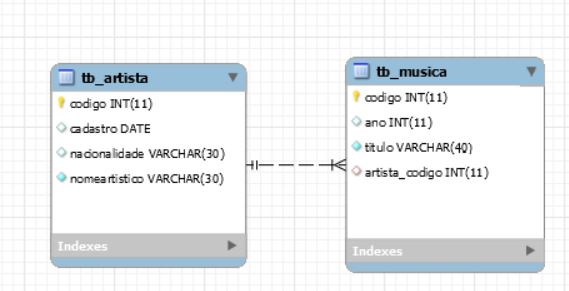 tb_artista
codigo INT(11)
cadastro DATE
nacionalidade VARCHAR(30)
nomeartistico VARCHAR(30)
Indexes
tb_musica
codigo INT(11)
ano INT(11)
titulo VARCHAR(40)
artista_codigo INT(11)
Indexes